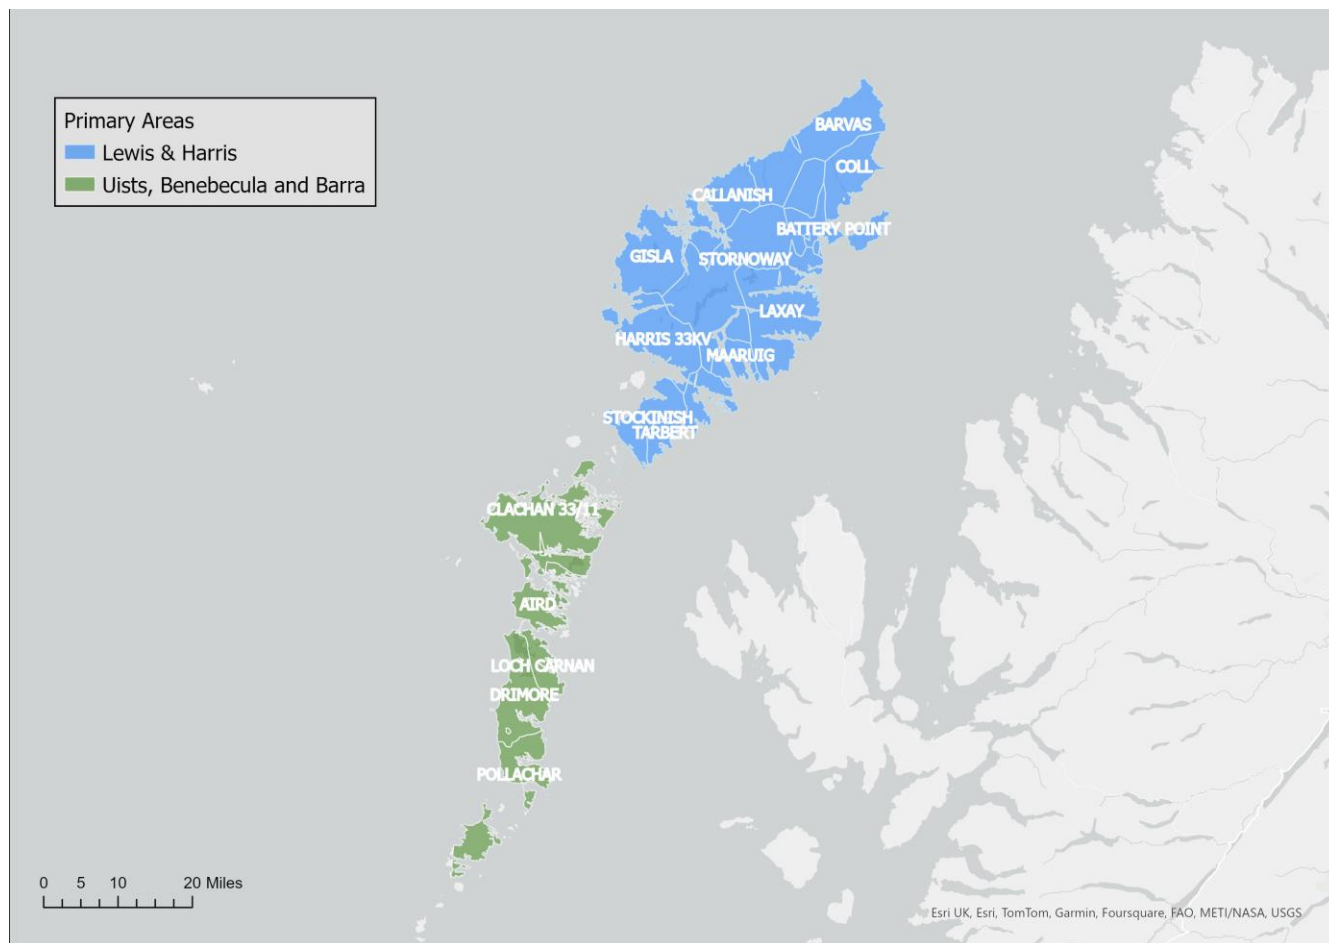 Primary Areas
Lewis & Harris
Uists, Benebecula and Barra
BARVAS
COLL
CALLANISH
BATTERY POINT
GISLA
STORNOWAY
LAXAY
HARRIS 33KV
MAARUIG
STOCKINISH
TARBERT
CLACHAN 33/11
AIRD
LOCH CARNAN
DRIMORE
POLLACHAR
0 5 10 20 Miles
Esri UK, Esri, TomTom, Garmin, Foursquare, FAO, METI/NASA, USGS